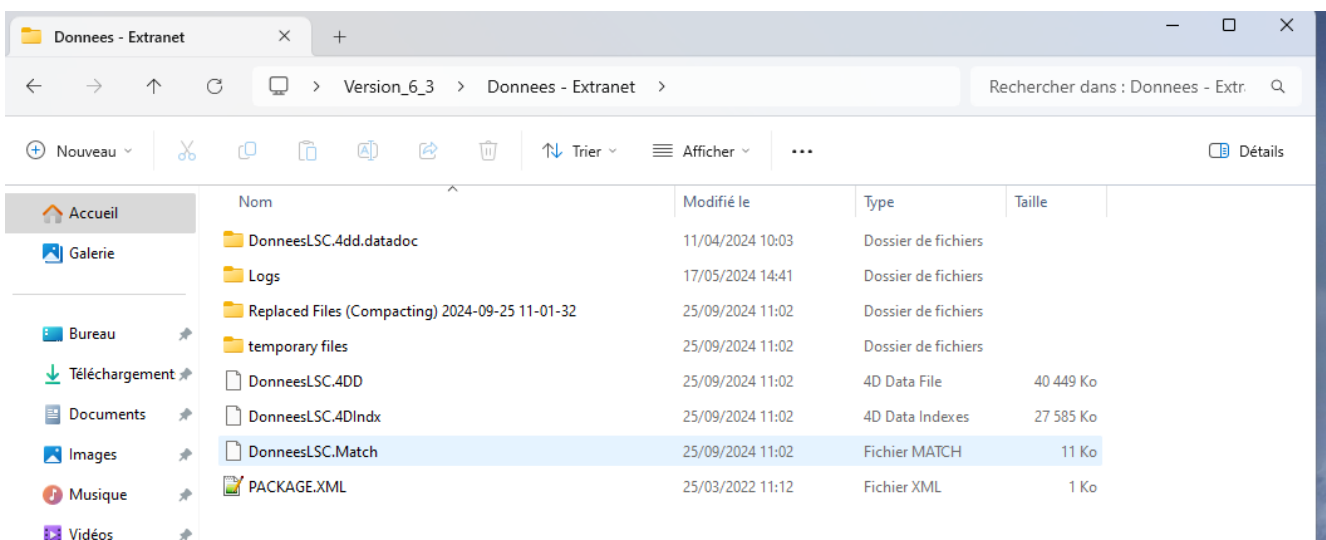 Donnees - Extranet
Version_6_3 > Donnees - Extranet >
Rechercher dans : Donnees - Extr
Nouveau
Trier
Afficher
Détails
Accueil
Galerie
Bureau
Téléchargement
Documents
Images
Musique
Vidéos
Nom Modifié le Type Taille
DonneesLSC.4dd.datadoc 11/04/2024 10:03 Dossier de fichiers
Logs 17/05/2024 14:41 Dossier de fichiers
Replaced Files (Compacting) 2024-09-25 11-01-32 25/09/2024 11:02 Dossier de fichiers
temporary files 25/09/2024 11:02 Dossier de fichiers
DonneesLSC.4DD 25/09/2024 11:02 4D Data File 40 449 Ko
DonneesLSC.4DIndx 25/09/2024 11:02 4D Data Indexes 27 585 Ko
DonneesLSC.Match 25/09/2024 11:02 Fichier MATCH 11 Ko
PACKAGE.XML 25/03/2022 11:12 Fichier XML 1 Ko